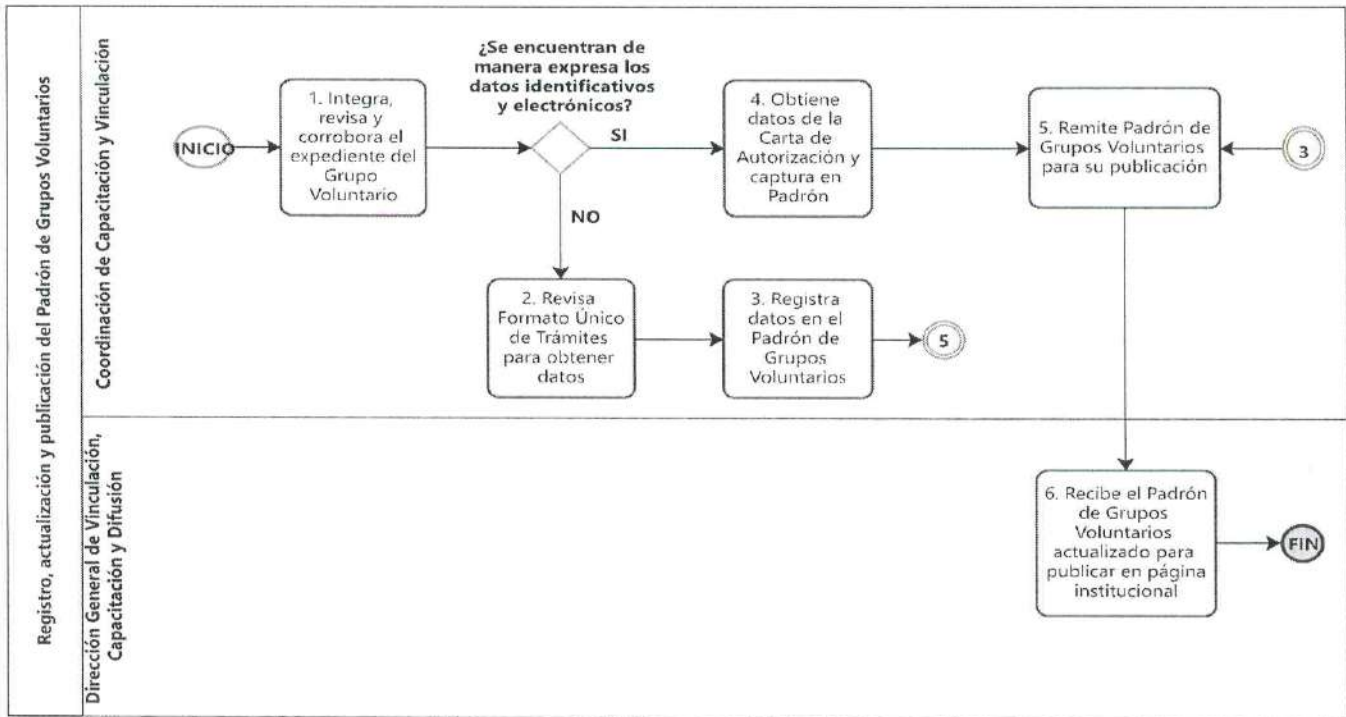 Registro, actualización y publicación del Padrón de Grupos Voluntarios
Coordinación de Capacitación y Vinculación
INICIO
1. Integra,
revisa y
corrobora el
expediente del
Grupo
Voluntario
¿Se encuentran de
manera expresa los
datos identificativos
y electrónicos?
SI
NO
4. Obtiene
datos de la
Carta de
Autorización y
captura en
Padrón
5. Remite Padrón de
Grupos Voluntarios
para su publicación
3
2. Revisa
Formato Único
de Trámites
para obtener
datos
3. Registra
datos en el
Padrón de
Grupos
Voluntarios
5
Dirección General de Vinculación,
Capacitación y Difusión
6. Recibe el Padrón
de Grupos
Voluntarios
actualizado para
publicar en página
institucional
FIN